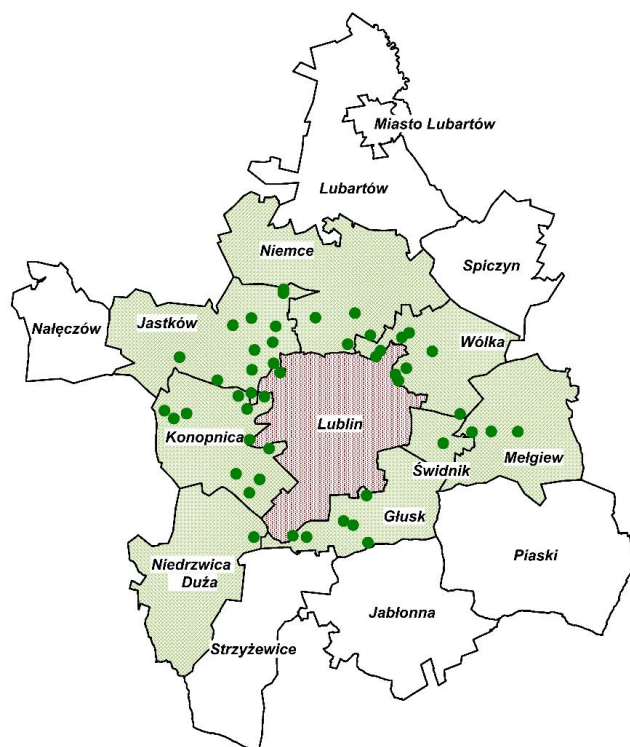 Miasto Lubartów
Lubartów
Niemce
Spiczyn
Nałęczów
Jastków
Wólka
Lublin
Konopnica
Świdnik
Mełgiew
Głusk
Piaski
Niedrzwica
Duża
Jabłonna
Strzyżewice